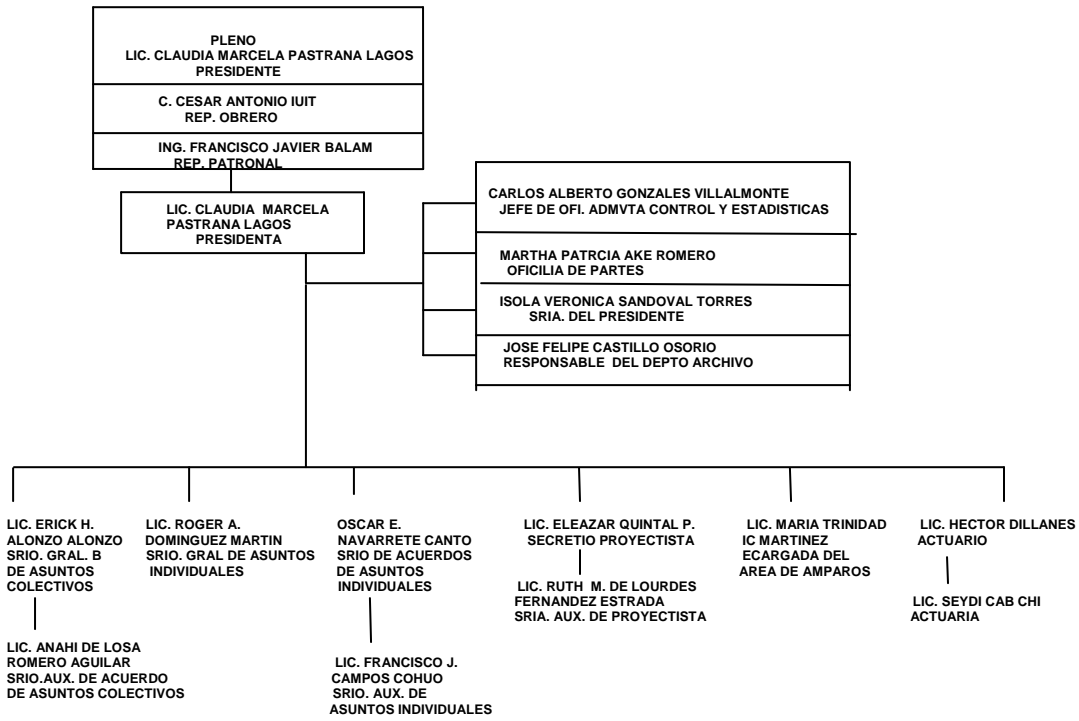 PLENO
LIC. CLAUDIA MARCELA PASTRANA LAGOS
PRESIDENTE
C. CESAR ANTONIO IUIT
REP. OBRERO
ING. FRANCISCO JAVIER BALAM
REP. PATRONAL
LIC. CLAUDIA MARCELA
PASTRANA LAGOS
PRESIDENTA
CARLOS ALBERTO GONZALES VILLALMONTE
JEFE DE OFI. ADMVTA CONTROL Y ESTADISTICAS
MARTHA PATRCIA AKE ROMERO
OFICILIA DE PARTES
ISOLA VERONICA SANDOVAL TORRES
SRIA. DEL PRESIDENTE
JOSE FELIPE CASTILLO OSORIO
RESPONSABLE DEL DEPTO ARCHIVO
LIC. ERICK H.
ALONZO ALONZO
SRIO. GRAL. B
DE ASUNTOS
COLECTIVOS
LIC. ANAHI DE LOSA
ROMERO AGUILAR
SRIO.AUX. DE ACUERDO
DE ASUNTOS COLECTIVOS
LIC. ROGER A.
DOMINGUEZ MARTIN
SRIO. GRAL DE ASUNTOS
INDIVIDUALES
OSCAR E.
NAVARRETE CANTO
SRIO DE ACUERDOS
DE ASUNTOS
INDIVIDUALES
LIC. FRANCISCO J.
CAMPOS COHUO
SRIO. AUX. DE
ASUNTOS INDIVIDUALES
LIC. ELEAZAR QUINTAL P.
SECRETIO PROYECTISTA
LIC. RUTH M. DE LOURDES
FERNANDEZ ESTRADA
SRIA. AUX. DE PROYECTISTA
LIC. MARIA TRINIDAD
IC MARTINEZ
ECARGADA DEL
AREA DE AMPAROS
LIC. HECTOR DILLANES
ACTUARIO
LIC. SEYDI CAB CHI
ACTUARIA